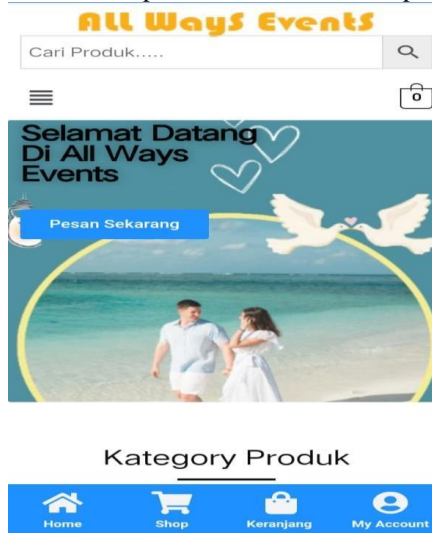 ALL Ways Events
Cari Produk.....
0
Selamat Datang
Di All Ways
Events
Pesan Sekarang
Kategory Produk
Home Shop Keranjang My Account